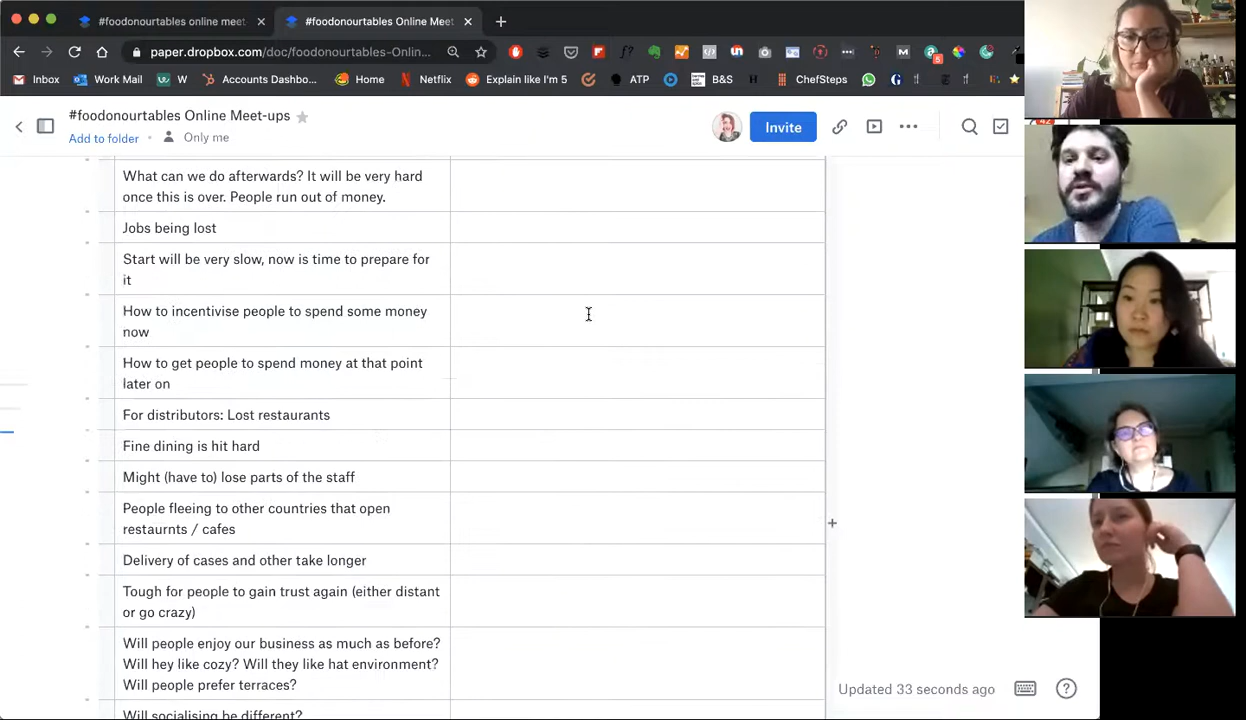 #foodonourtables online meet
#foodonourtables Online Meet
paper.dropbox.com/doc/foodonourtables-Onlin...
Inbox
Work Mail
W
Accounts Dashbo...
Home
Netflix
Explain like I'm 5
ATP
B&S
H
ChefSteps
#foodonourtables Online Meet-ups
Add to folder
Only me
Invite
What can we do afterwards? It will be very hard
once this is over. People run out of money.
Jobs being lost
Start will be very slow, now is time to prepare for
it
How to incentivise people to spend some money
now
How to get people to spend money at that point
later on
For distributors: Lost restaurants
Fine dining is hit hard
Might (have to) lose parts of the staff
People fleeing to other countries that open
restaurnts / cafes
Delivery of cases and other take longer
Tough for people to gain trust again (either distant
or go crazy)
Will people enjoy our business as much as before?
Will hey like cozy? Will they like hat environment?
Will people prefer terraces?
Will socialising be different?
Updated 33 seconds ago